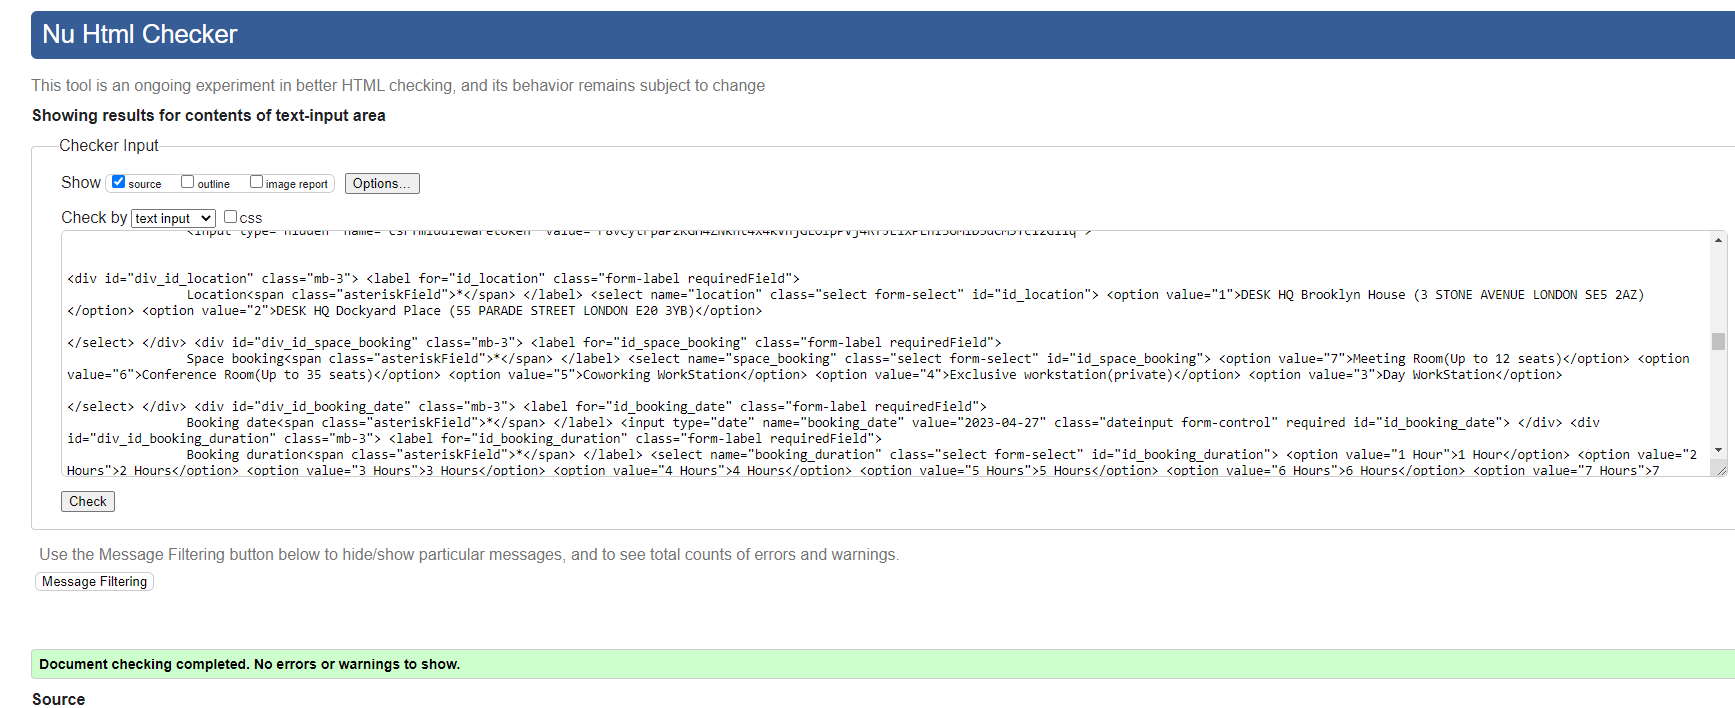 Nu Html Checker
This tool is an ongoing experiment in better HTML checking, and its behavior remains subject to change
Showing results for contents of text-input area
Checker Input
Show source outline image report Options...
Check by text input css
<div id="div_id_location" class="mb-3"> <label for="id_location" class="form-label requiredField">
Location<span class="asteriskField">*</span> </label> <select name="location" class="select form-select" id="id_location"> <option value="1">DESK HQ Brooklyn House (3 STONE AVENUE LONDON SE5 2AZ)
</option> <option value="2">DESK HQ Dockyard Place (55 PARADE STREET LONDON E20 3YB)</option>
</select> </div> <div id="div_id_space_booking" class="mb-3"> <label for="id_space_booking" class="form-label requiredField">
Space booking<span class="asteriskField">*</span> </label> <select name="space_booking" class="select form-select" id="id_space_booking"> <option value="7">Meeting Room(Up to 12 seats)</option> <option
value="6">Conference Room(Up to 35 seats)</option> <option value="5">Coworking WorkStation</option> <option value="4">Exclusive workstation(private)</option> <option value="3">Day WorkStation</option>
</select> </div> <div id="div_id_booking_date" class="mb-3"> <label for="id_booking_date" class="form-label requiredField">
Booking date<span class="asteriskField">*</span> </label> <input type="date" name="booking_date" value="2023-04-27" class="dateinput form-control" required id="id_booking_date"> </div> <div
id="div_id_booking_duration" class="mb-3"> <label for="id_booking_duration" class="form-label requiredField">
Booking duration<span class="asteriskField">*</span> </label> <select name="booking_duration" class="select form-select" id="id_booking_duration"> <option value="1 Hour">1 Hour</option> <option value="2
Hours">2 Hours</option> <option value="3 Hours">3 Hours</option> <option value="4 Hours">4 Hours</option> <option value="5 Hours">5 Hours</option> <option value="6 Hours">6 Hours</option> <option value="7 Hours">7
Check
Use the Message Filtering button below to hide/show particular messages, and to see total counts of errors and warnings.
Message Filtering
Document checking completed. No errors or warnings to show.
Source